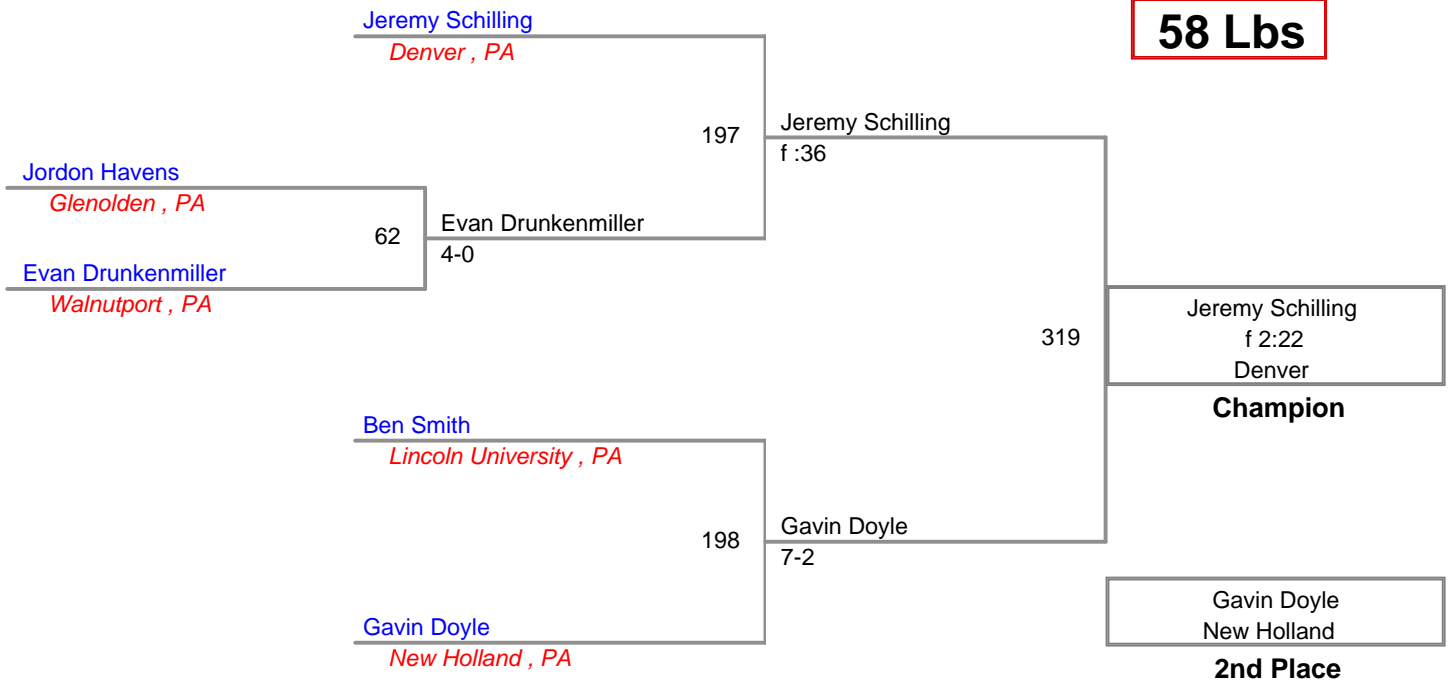 58 Lbs
Jeremy Schilling
Denver , PA
Jordon Havens
Glenolden , PA
62
Evan Drunkenmiller
Walnutport , PA
Evan Drunkenmiller
4-0
197
Jeremy Schilling
f :36
Ben Smith
Lincoln University , PA
198
Gavin Doyle
New Holland , PA
Gavin Doyle
7-2
319
Jeremy Schilling
f 2:22
Denver
Champion
Gavin Doyle
New Holland
2nd Place